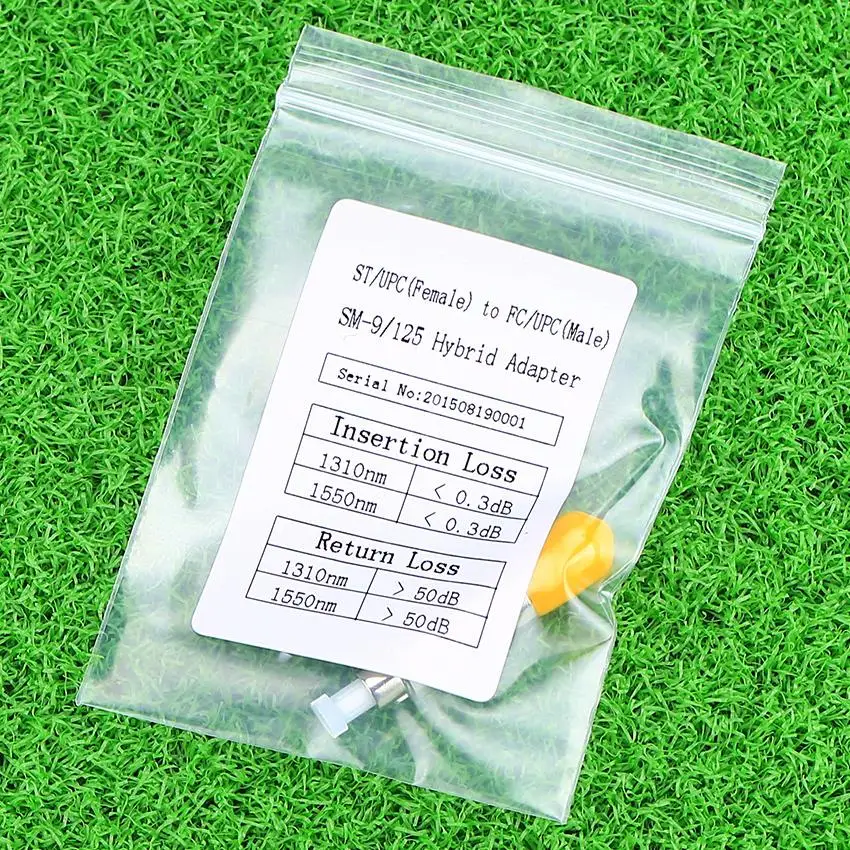 ST/UPC(Female) to FC/UPC(Male)
SM-9/125 Hybrid Adapter
Serial No:201508190001
Insertion Loss
1310nm < 0.3dB
1550nm < 0.3dB
Return Loss
1310nm > 50dB
1550nm > 50dB